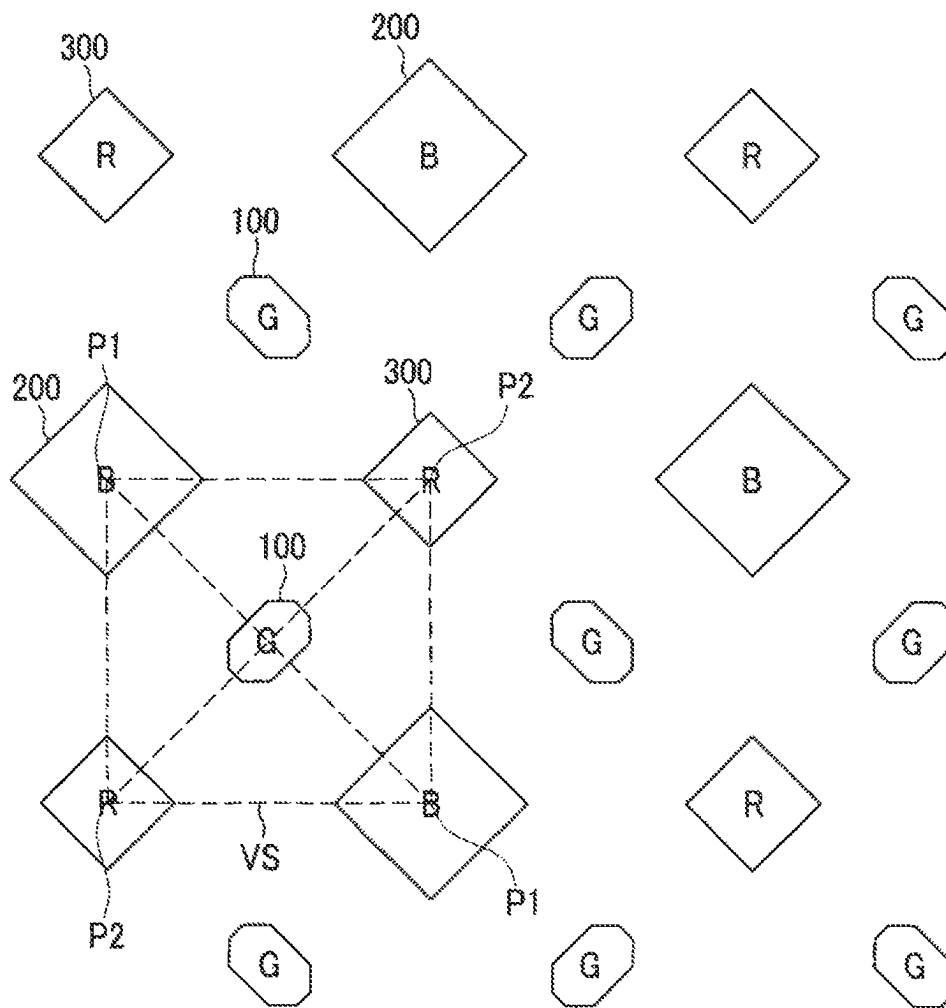 300 200
R B R
100
G G G
P1
200 300 P2
B R B
100
G G G
R B R
VS
P2 P1
G G G